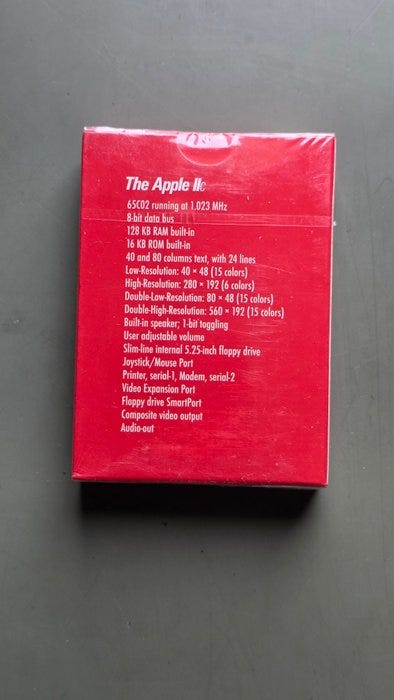 The Apple IIc
65C02 running at 1.023 MHz
8-bit data bus
128 KB RAM built-in
16 KB ROM built-in
40 and 80 columns text, with 24 lines
Low-Resolution: 40 × 48 (15 colors)
High-Resolution: 280 × 192 (6 colors)
Double-Low-Resolution: 80 × 48 (15 colors)
Double-High-Resolution: 560 × 192 (15 colors)
Built-in speaker; 1-bit toggling
User adjustable volume
Slim-line internal 5.25-inch floppy drive
Joystick/Mouse Port
Printer, serial-1, Modem, serial-2
Video Expansion Port
Floppy drive SmartPort
Composite video output
Audio-out